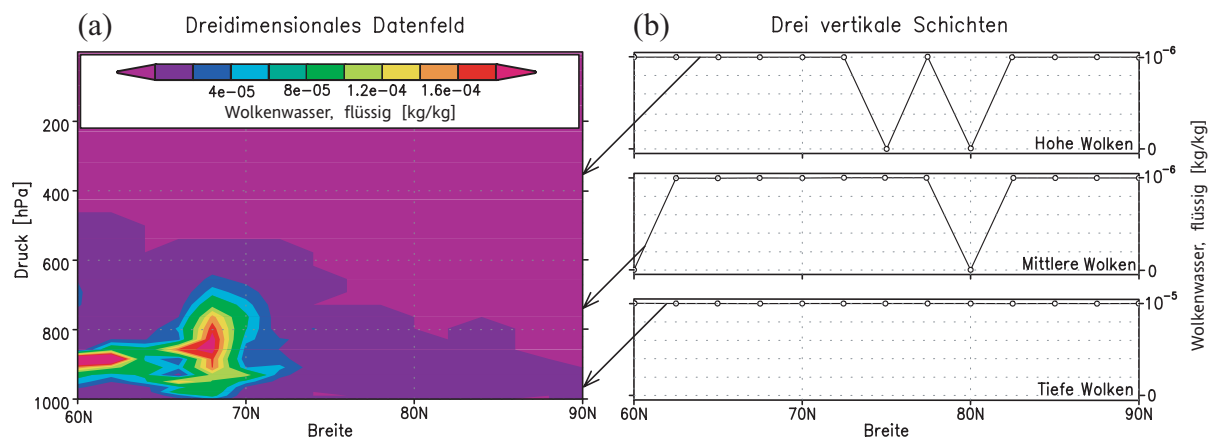 (a) Dreidimensionales Datenfeld
4e-05 8e-05 1.2e-04 1.6e-04
Wolkenwasser, flüssig [kg/kg]
Druck [hPa]
200
400
600
800
1000
60N 70N 80N 90N
Breite
(b) Drei vertikale Schichten
10-6
0
Hohe Wolken
10-6
0
Mittlere Wolken
10-5
0
Tiefe Wolken
60N 70N 80N 90N
Breite
Wolkenwasser, flüssig [kg/kg]